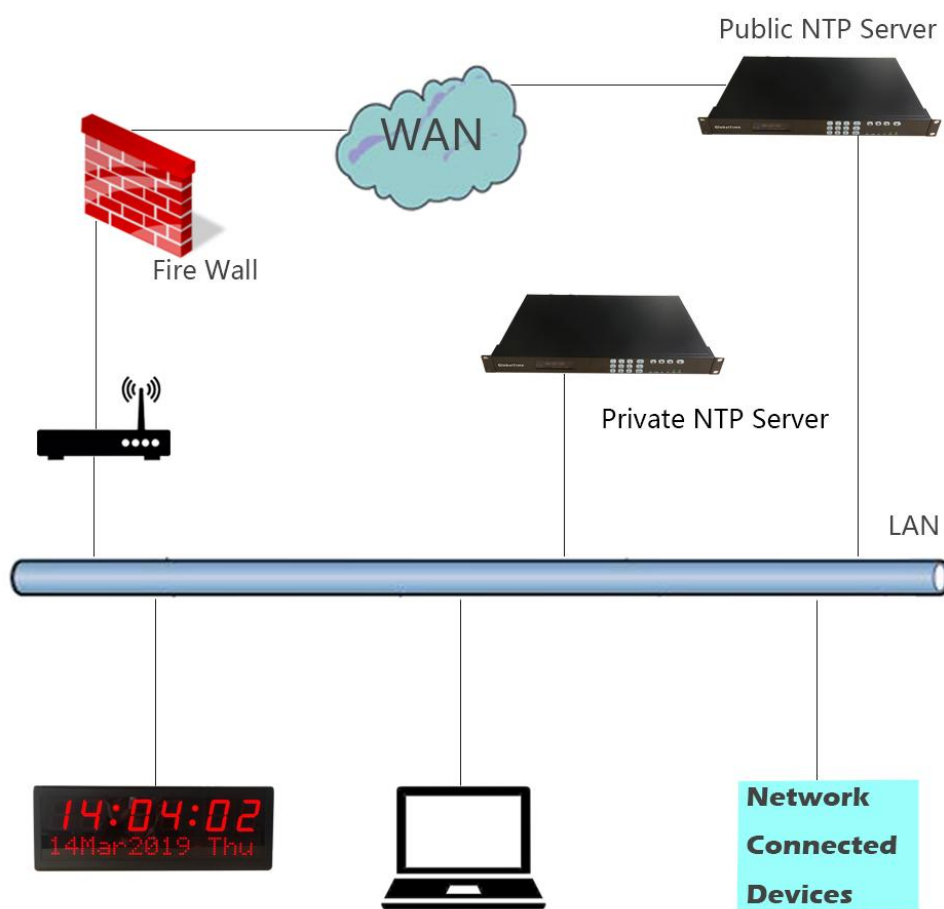 Public NTP Server
WAN
Fire Wall
Private NTP Server
LAN
14:04:02
14Mar2019 Thu
Network
Connected
Devices